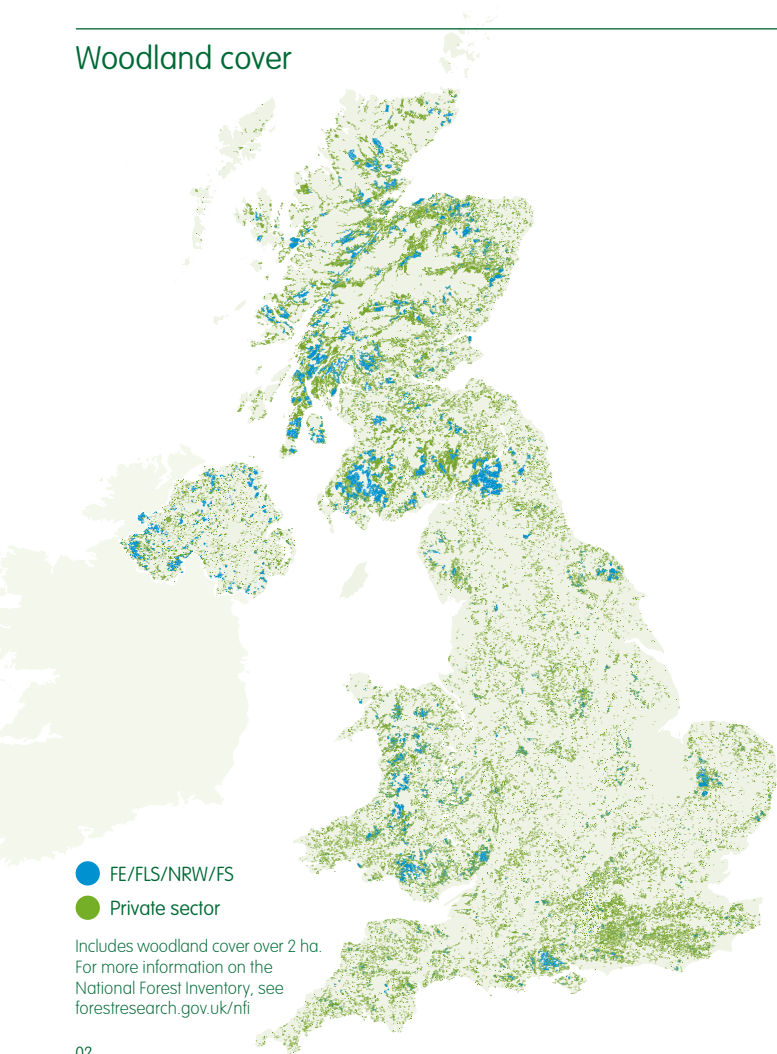 Woodland cover
FE/FLS/NRW/FS
Private sector
Includes woodland cover over 2 ha.
For more information on the
National Forest Inventory, see
forestresearch.gov.uk/nfi
02